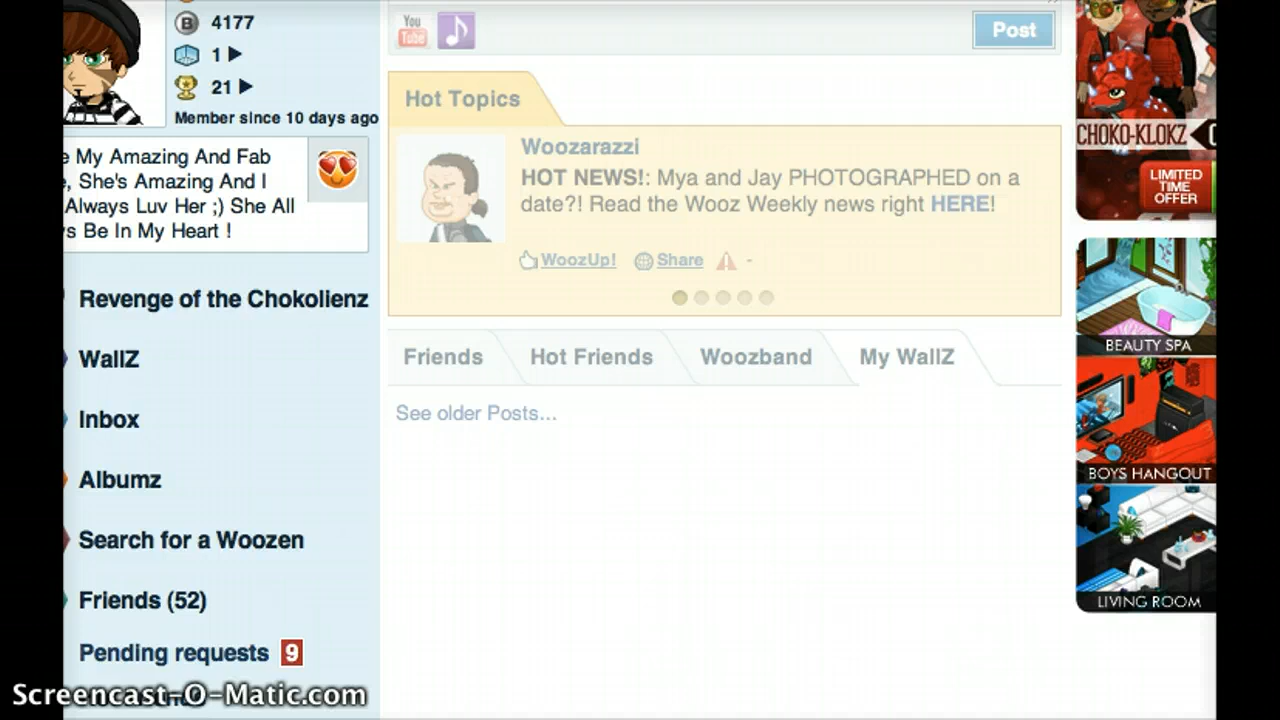 B 4177
1
21
Member since 10 days ago
e My Amazing And Fab
e, She's Amazing And I
Always Luv Her ;) She All
s Be In My Heart !
Revenge of the Chokolienz
WallZ
Inbox
Albumz
Search for a Woozen
Friends (52)
Pending requests 9
Screencast-O-Matic.com
You
Tube
Post
Hot Topics
Woozarazzi
HOT NEWS!: Mya and Jay PHOTOGRAPHED on a
date?! Read the Wooz Weekly news right HERE!
WoozUp! Share -
Friends Hot Friends Woozband My WallZ
See older Posts...
CHOKO-KLOKZ
LIMITED
TIME
OFFER
BEAUTY SPA
BOYS HANGOUT
LIVING ROOM